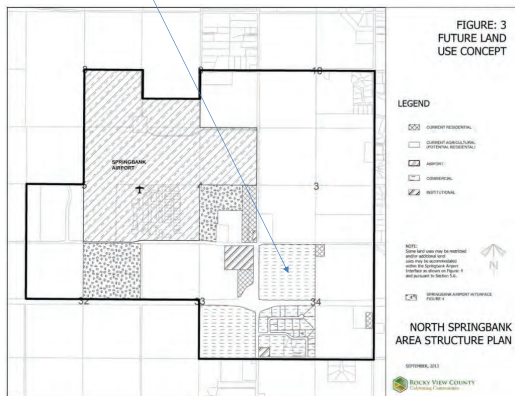 FIGURE: 3
FUTURE LAND
USE CONCEPT
LEGEND
CURRENT RESIDENTIAL
CURRENT AGRICULTURAL
(POTENTIAL RESIDENTIAL)
AIRPORT
COMMERCIAL
INSTITUTIONAL
NOTE:
Some land uses may be restricted
and/or additional land
uses may be accommodated
within the Springbank Airport
Interface as shown on Figure 4
and pursuant to Section 5.6.
N
SPRINGBANK AIRPORT INTERFACE
FIGURE 4
NORTH SPRINGBANK
AREA STRUCTURE PLAN
SEPTEMBER, 2013
ROCKY VIEW COUNTY
Cultivating Communities
10
SPRINGBANK
AIRPORT
3
32
33
34